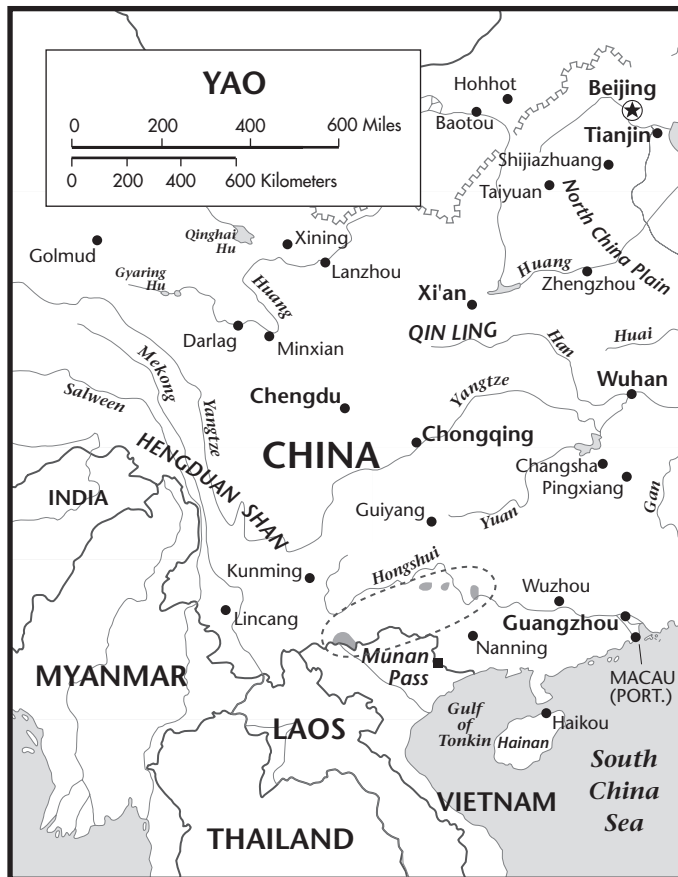 YAO
0 200 400 600 Miles
0 200 400 600 Kilometers
Hohhot
Baotou
Beijing
Tianjin
Shijiazhuang
Taiyuan
North China Plain
Qinghai
Hu
Xining
Golmud
Lanzhou
Gyaring
Hu
Huang
Huang
Zhengzhou
Xi'an
Darlag
Minxian
QIN LING
Han
Huai
Mekong
Salween
Yangtze
Chengdu
Yangtze
Wuhan
CHINA
Chongqing
HENGDUAN SHAN
Changsha
Pingxiang
INDIA
Gan
Guiyang
Yuan
Hongshui
Kunming
Wuzhou
Lincang
Guangzhou
Nanning
Munan
Pass
MYANMAR
MACAU
(PORT.)
LAOS
Gulf
of
Tonkin
Haikou
Hainan
South
China
Sea
VIETNAM
THAILAND